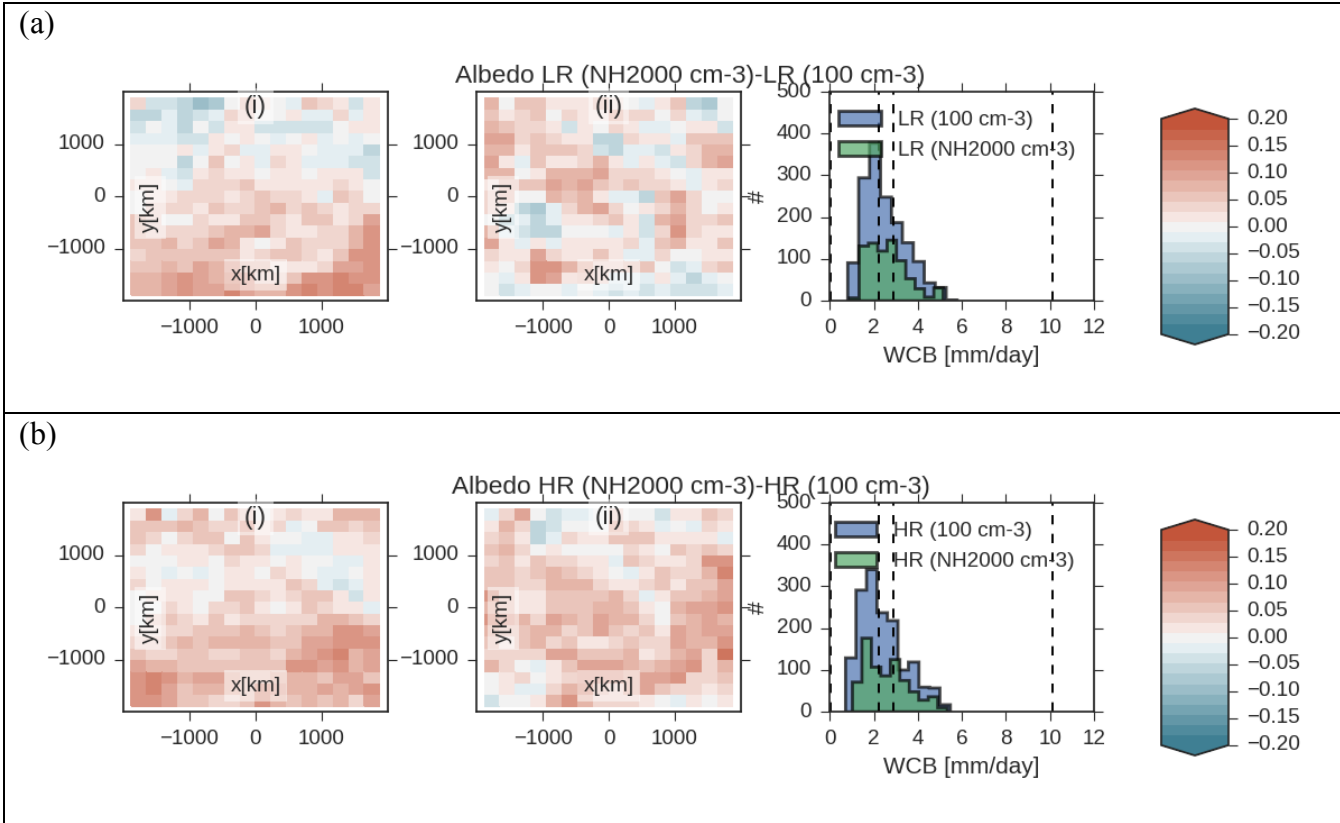 (a)
Albedo LR (NH2000 cm-3)-LR (100 cm-3)
(i)
1000
0
−1000
y[km]
x[km]
−1000 0 1000
(ii)
1000
0
−1000
y[km]
x[km]
−1000 0 1000
500
400
300
200
100
0
#
LR (100 cm-3)
LR (NH2000 cm-3)
0 2 4 6 8 10 12
WCB [mm/day]
0.20
0.15
0.10
0.05
0.00
−0.05
−0.10
−0.15
−0.20
(b)
Albedo HR (NH2000 cm-3)-HR (100 cm-3)
(i)
1000
0
−1000
y[km]
x[km]
−1000 0 1000
(ii)
1000
0
−1000
y[km]
x[km]
−1000 0 1000
500
400
300
200
100
0
#
HR (100 cm-3)
HR (NH2000 cm-3)
0 2 4 6 8 10 12
WCB [mm/day]
0.20
0.15
0.10
0.05
0.00
−0.05
−0.10
−0.15
−0.20